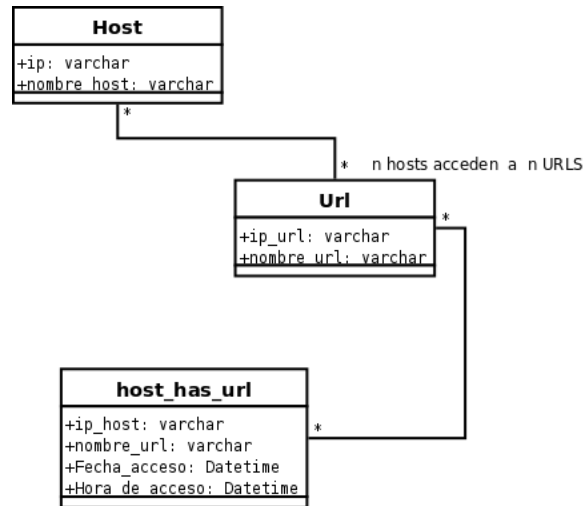 Host
+ip: varchar
+nombre_host: varchar
*
* n hosts acceden a n URLS
Url
*
+ip_url: varchar
+nombre_url: varchar
host_has_url
*
+ip_host: varchar
+nombre_url: varchar
+Fecha_acceso: Datetime
+Hora de acceso: Datetime